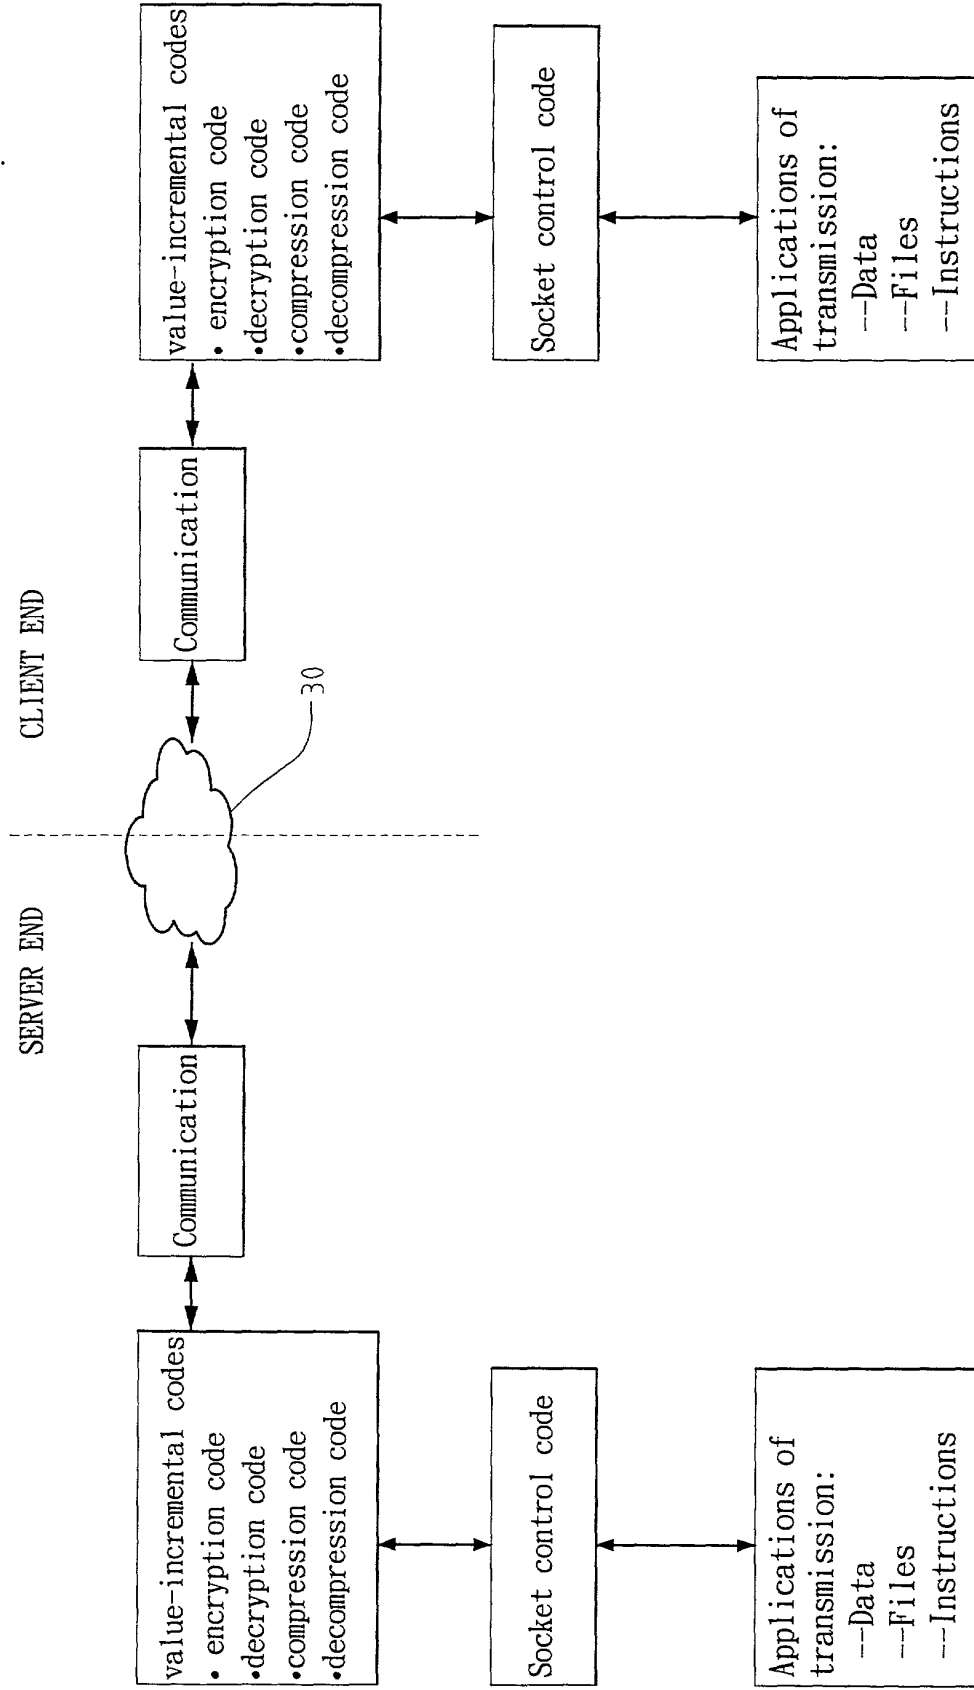 SERVER END
CLIENT END
value-incremental codes
• encryption code
•decryption code
•compression code
•decompression code
Communication
30
Communication
value-incremental codes
• encryption code
•decryption code
•compression code
•decompression code
Socket control code
Socket control code
Applications of
transmission:
--Data
--Files
--Instructions
Applications of
transmission:
--Data
--Files
--Instructions